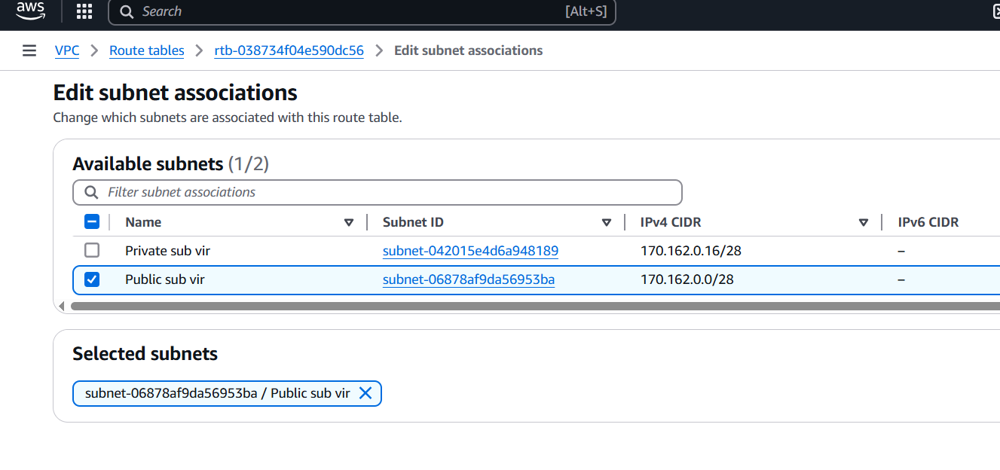 aws
Search [Alt+S]
VPC > Route tables > rtb-038734f04e590dc56 > Edit subnet associations
Edit subnet associations
Change which subnets are associated with this route table.
Available subnets (1/2)
Filter subnet associations
Name Subnet ID IPv4 CIDR IPv6 CIDR
Private sub vir subnet-042015e4d6a948189 170.162.0.16/28 –
Public sub vir subnet-06878af9da56953ba 170.162.0.0/28 –
Selected subnets
subnet-06878af9da56953ba / Public sub vir